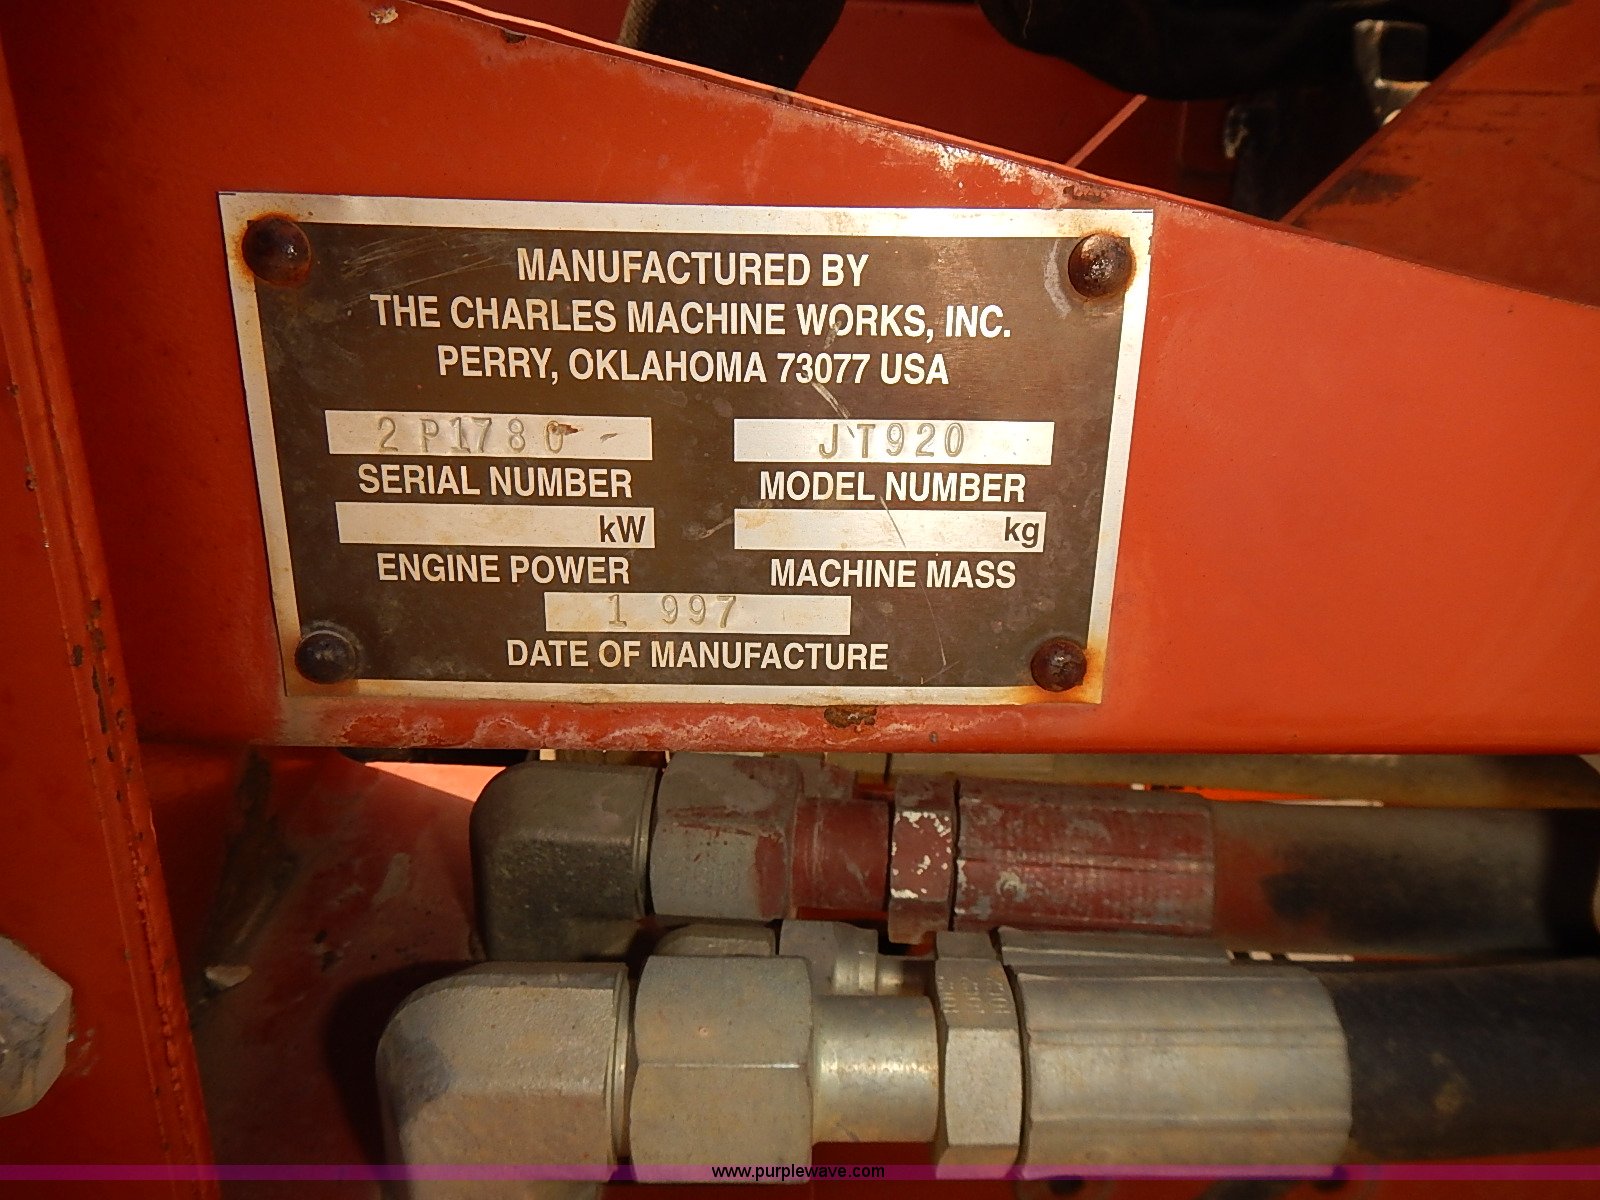 MANUFACTURED BY
THE CHARLES MACHINE WORKS, INC.
PERRY, OKLAHOMA 73077 USA
2P1780 JT920
SERIAL NUMBER MODEL NUMBER
kW kg
ENGINE POWER MACHINE MASS
1997
DATE OF MANUFACTURE
www.purplewave.com